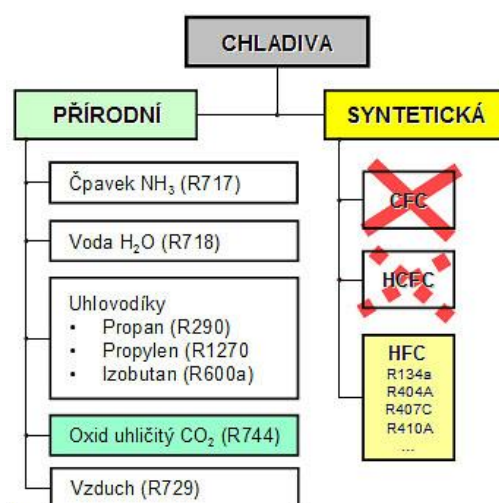 CHLADIVA
PŘÍRODNÍ
Čpavek NH₃ (R717)
Voda H₂O (R718)
Uhlovodíky
• Propan (R290)
• Propylen (R1270
• Izobutan (R600a)
Oxid uhličitý CO₂ (R744)
Vzduch (R729)
SYNTETICKÁ
CFC
HCFC
HFC
R134a
R404A
R407C
R410A
...